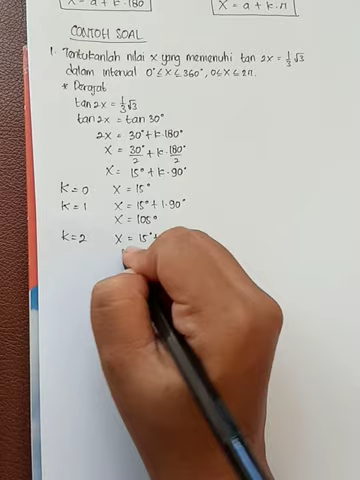 X = a + k · 180°
X = a + k · π
CONTOH SOAL
1. Tentukanlah nilai x yang memenuhi tan 2x = 1/3 √3
dalam interval 0° ≤ x ≤ 360°, 0 ≤ x ≤ 2π.
* Derajat
tan 2x = 1/3 √3
tan 2x = tan 30°
2x = 30° + k · 180°
x = 30°/2 + k · 180°/2
x = 15° + k · 90°
k = 0 x = 15°
k = 1 x = 15° + 1 · 90°
x = 105°
k = 2 x = 15° +